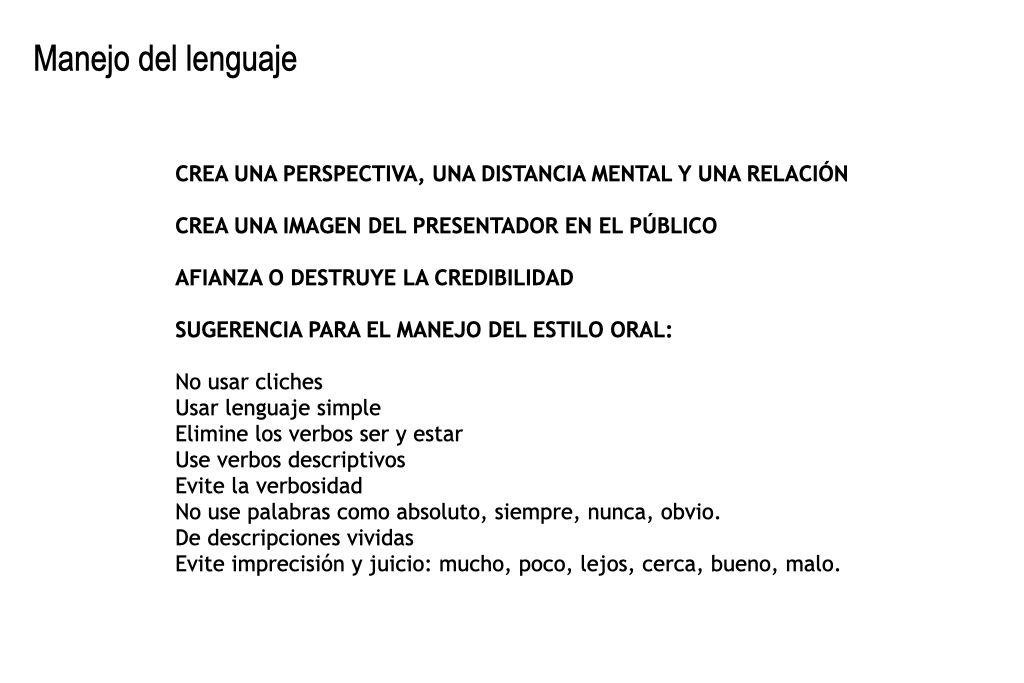 Manejo del lenguaje
CREA UNA PERSPECTIVA, UNA DISTANCIA MENTAL Y UNA RELACIÓN
CREA UNA IMAGEN DEL PRESENTADOR EN EL PÚBLICO
AFIANZA O DESTRUYE LA CREDIBILIDAD
SUGERENCIA PARA EL MANEJO DEL ESTILO ORAL:
No usar cliches
Usar lenguaje simple
Elimine los verbos ser y estar
Use verbos descriptivos
Evite la verbosidad
No use palabras como absoluto, siempre, nunca, obvio.
De descripciones vividas
Evite imprecisión y juicio: mucho, poco, lejos, cerca, bueno, malo.